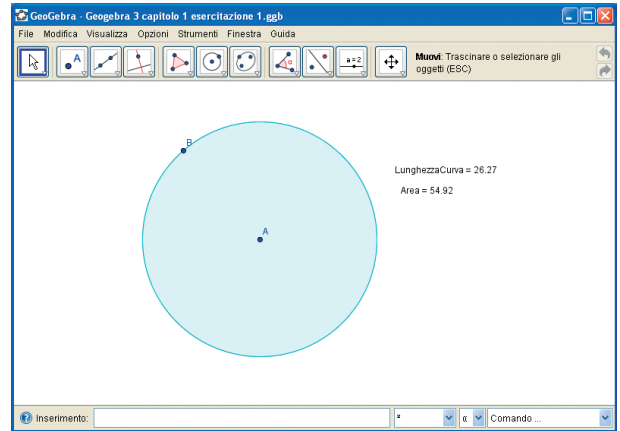 GeoGebra - Geogebra 3 capitolo 1 esercitazione 1.ggb
File Modifica Visualizza Opzioni Strumenti Finestra Guida
A
a=2
Muovi: Trascinare o selezionare gli
oggetti (ESC)
B
LunghezzaCurva = 26.27
Area = 54.92
A
Inserimento:
²
α
Comando ...